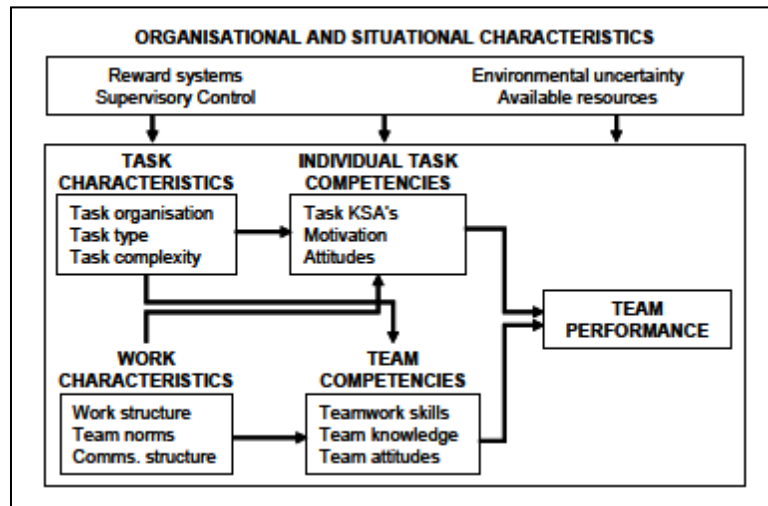 ORGANISATIONAL AND SITUATIONAL CHARACTERISTICS
Reward systems
Supervisory Control
Environmental uncertainty
Available resources
TASK
CHARACTERISTICS
Task organisation
Task type
Task complexity
INDIVIDUAL TASK
COMPETENCIES
Task KSA's
Motivation
Attitudes
WORK
CHARACTERISTICS
Work structure
Team norms
Comms. structure
TEAM
COMPETENCIES
Teamwork skills
Team knowledge
Team attitudes
TEAM
PERFORMANCE